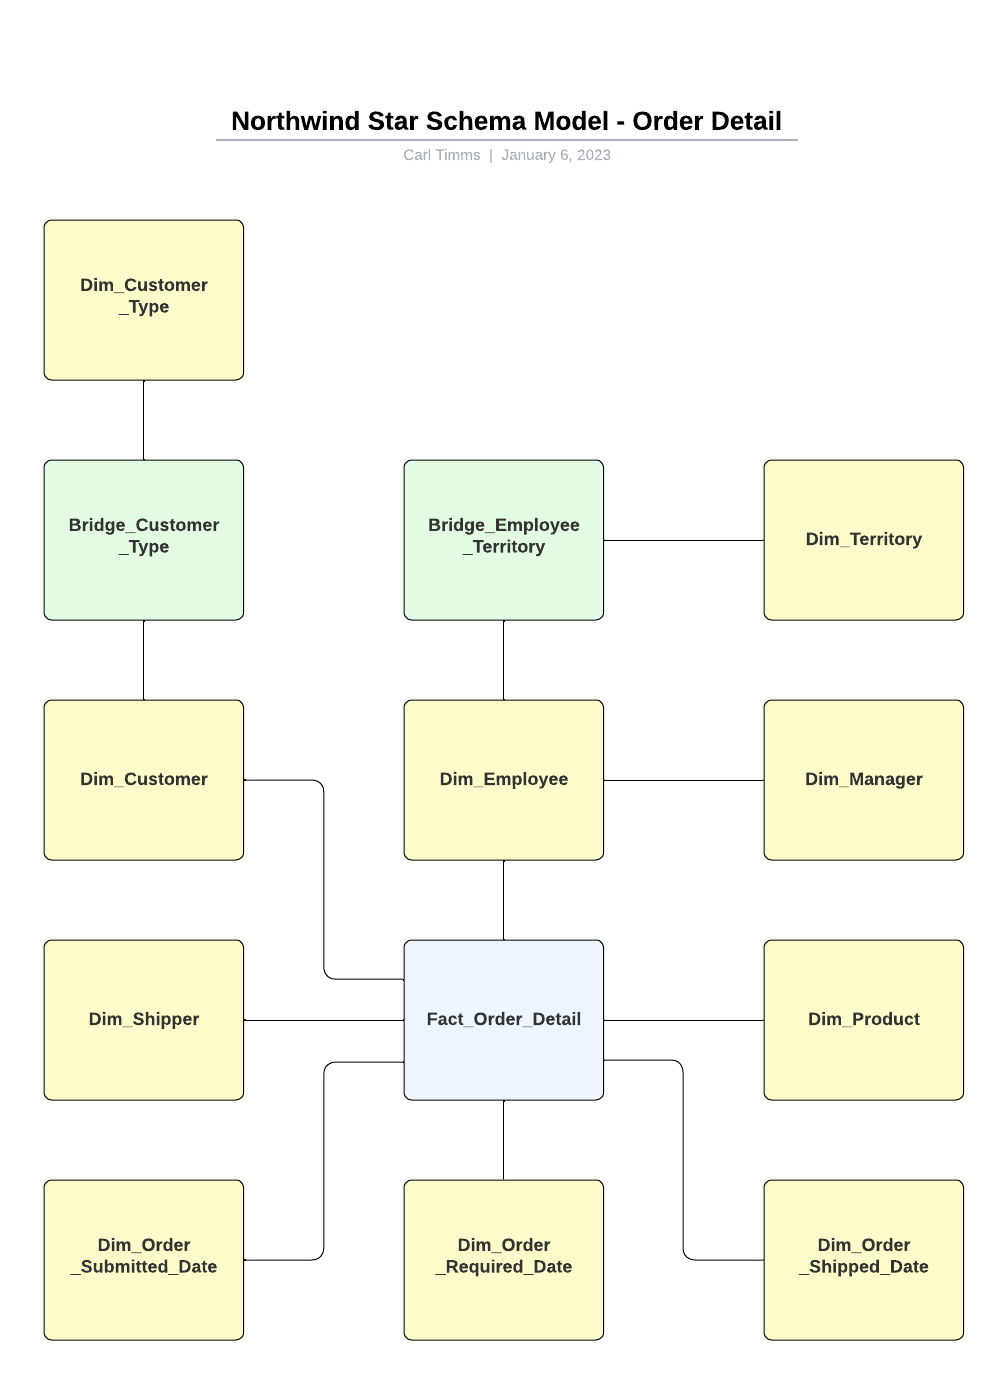 Northwind Star Schema Model - Order Detail
Carl Timms | January 6, 2023
Dim_Customer
_Type
Bridge_Customer
_Type
Bridge_Employee
_Territory
Dim_Territory
Dim_Customer
Dim_Employee
Dim_Manager
Dim_Shipper
Fact_Order_Detail
Dim_Product
Dim_Order
_Submitted_Date
Dim_Order
_Required_Date
Dim_Order
_Shipped_Date